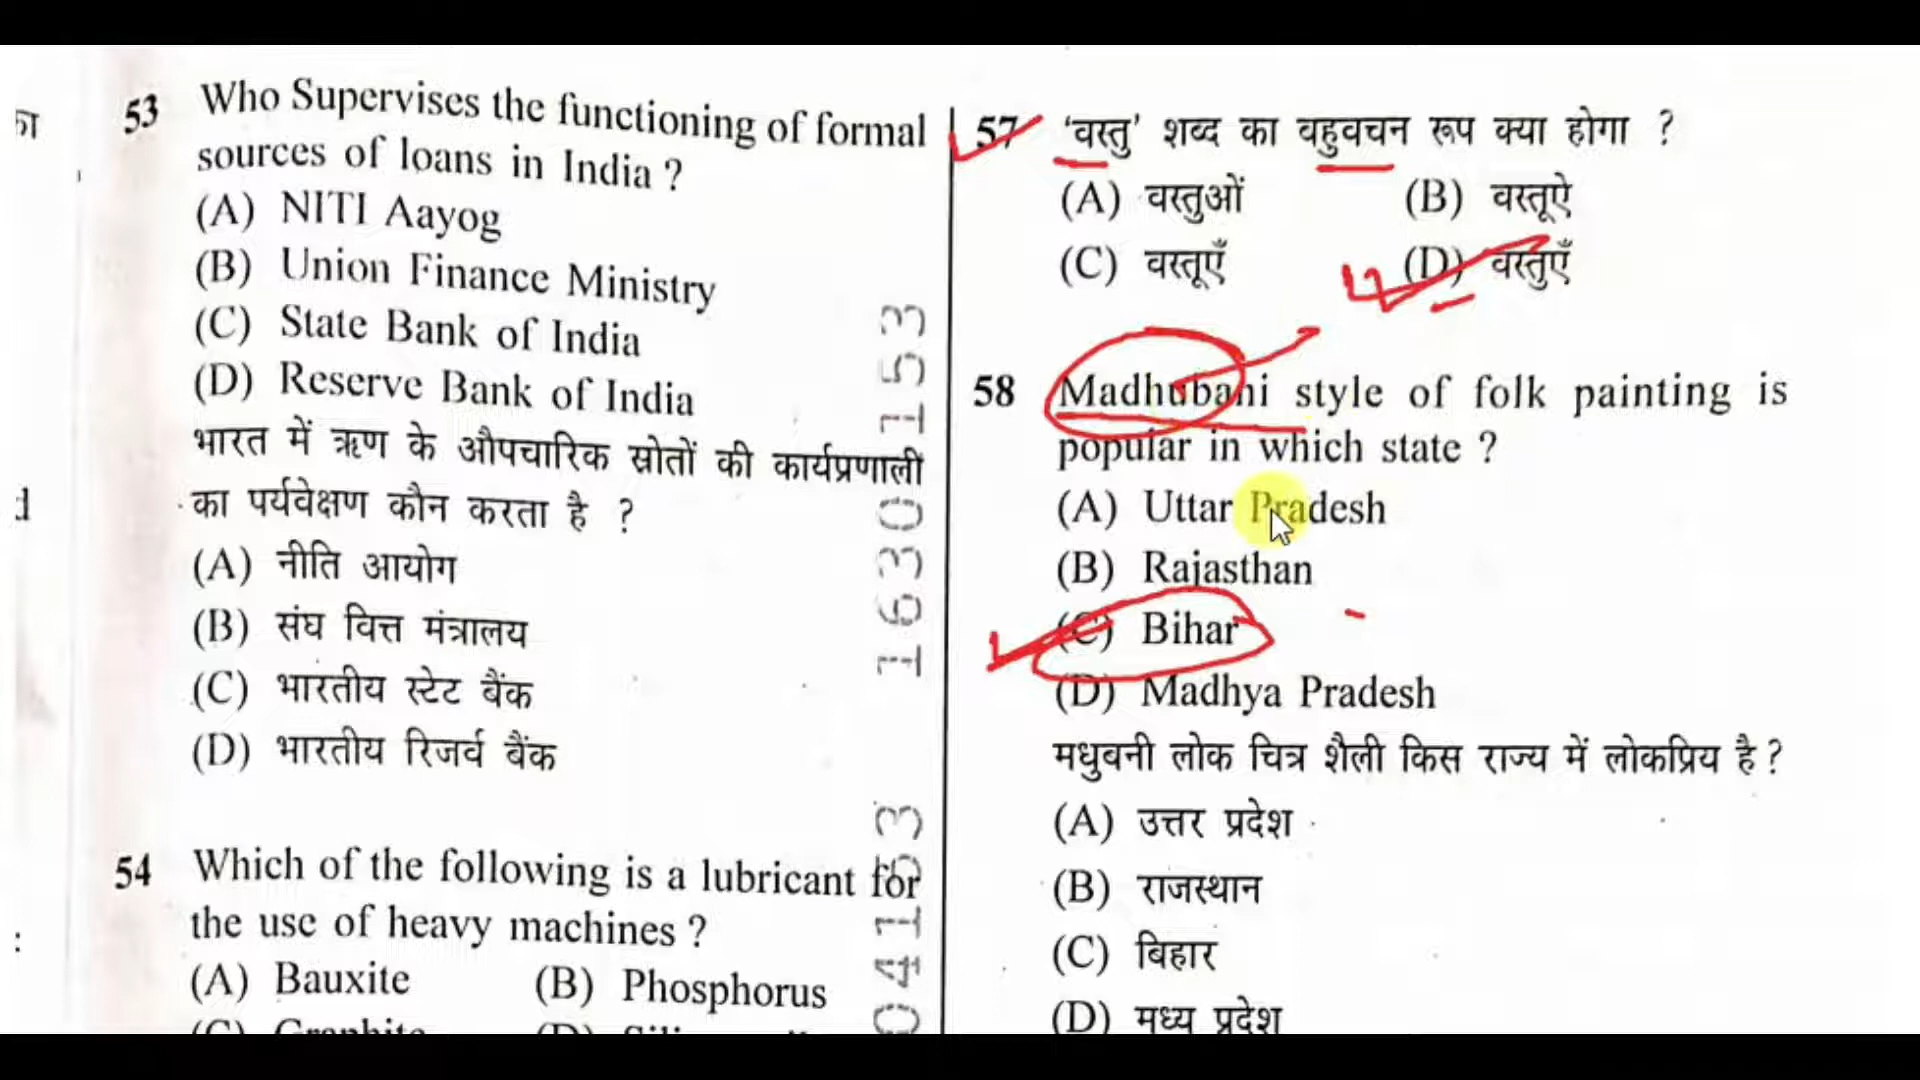 का
53 Who Supervises the functioning of formal
sources of loans in India ?
(A) NITI Aayog
(B) Union Finance Ministry
(C) State Bank of India
(D) Reserve Bank of India
भारत में ऋण के औपचारिक स्रोतों की कार्यप्रणाली
का पर्यवेक्षण कौन करता है ?
(A) नीति आयोग
(B) संघ वित्त मंत्रालय
(C) भारतीय स्टेट बैंक
(D) भारतीय रिजर्व बैंक
54 Which of the following is a lubricant for
the use of heavy machines ?
(A) Bauxite (B) Phosphorus
(C) Graphite (D)
16301153
57 ‘वस्तु’ शब्द का बहुवचन रूप क्या होगा ?
(A) वस्तुओं (B) वस्तूऐ
(C) वस्तूएँ (D) वस्तुएँ
58 Madhubani style of folk painting is
popular in which state ?
(A) Uttar Pradesh
(B) Rajasthan
(C) Bihar
(D) Madhya Pradesh
मधुबनी लोक चित्र शैली किस राज्य में लोकप्रिय है ?
(A) उत्तर प्रदेश
(B) राजस्थान
(C) बिहार
(D) मध्य प्रदेश